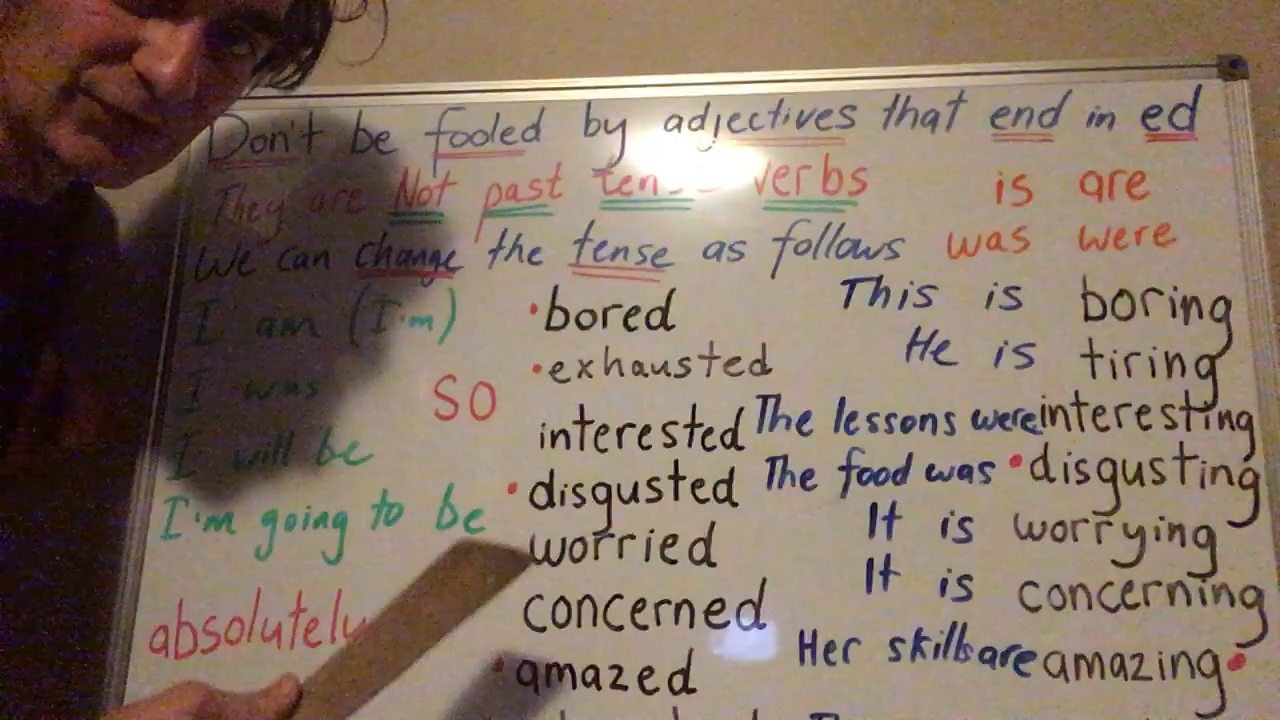 Don't be fooled by adjectives that end in ed
They are Not past tense verbs is are
We can change the tense as follows was were
I am (I'm) •bored This is boring
I was SO •exhausted He is tiring
I will be interested The lessons were interesting
I'm going to be •disgusted The food was •disgusting
worried It is worrying
absolutely concerned It is concerning
•amazed Her skills are amazing•